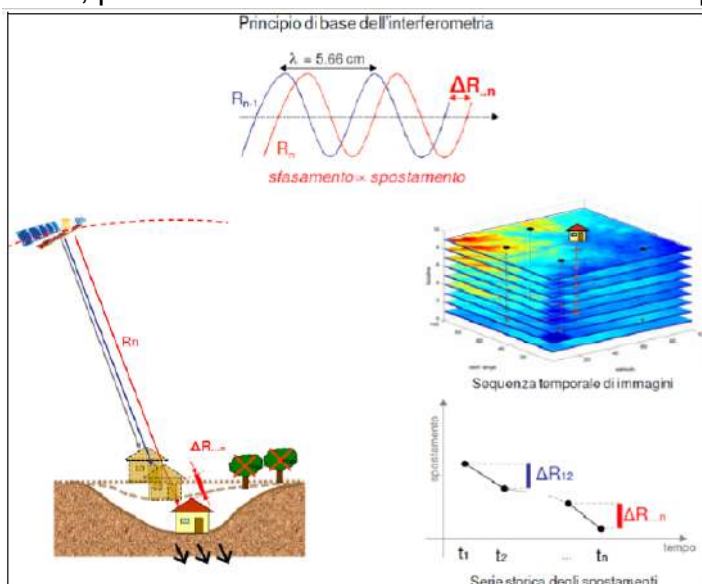 Principio di base dell'interferometria
λ = 5.66 cm
ΔR...n
Rn-1
Rn
sfasamento∝ spostamento
Rn
ΔR...n
Sequenza temporale di immagini
spostamento
ΔR12
ΔR...n
t1 t2 ... tn
tempo
Serie storica degli spostamenti